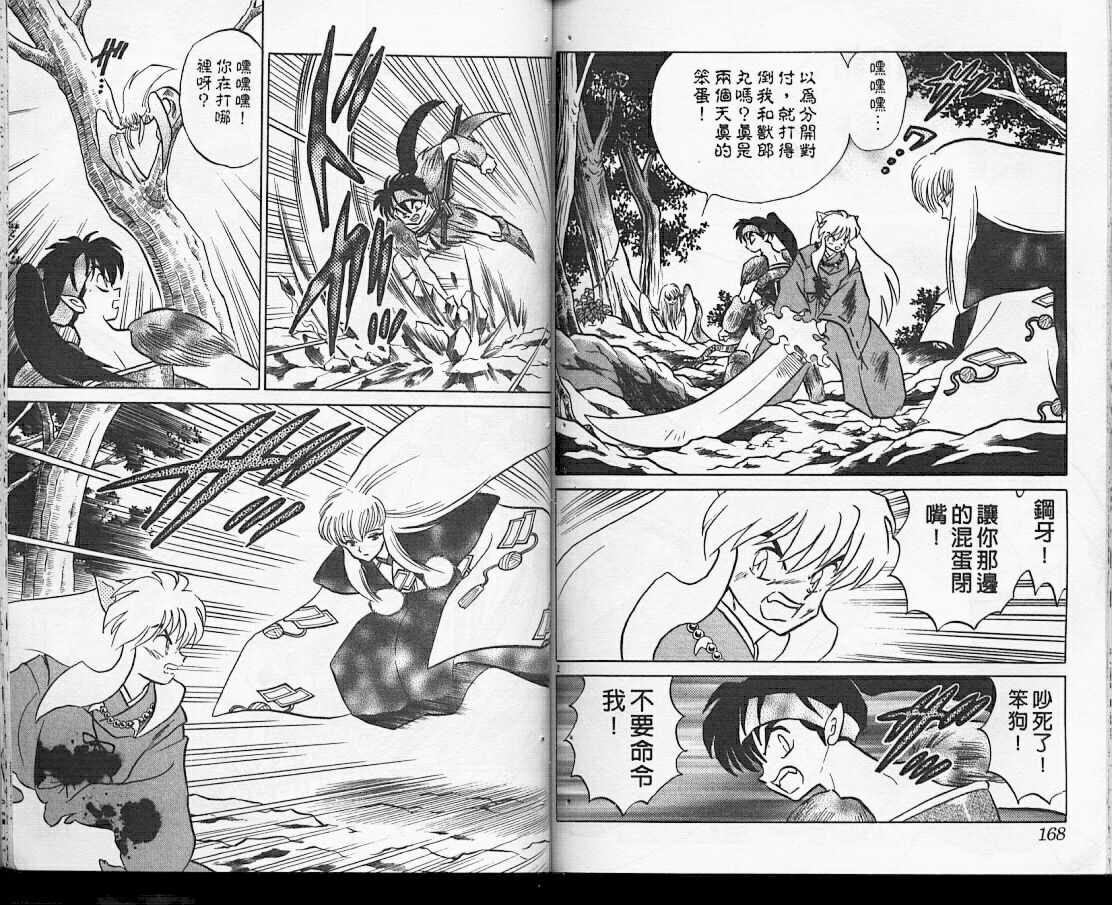 嘿嘿嘿…
以為分開對
付，就打得
倒我和獸郎
丸嗎？真是
兩個天真的
笨蛋！
鋼牙！
讓你那邊
的混蛋閉
嘴！
吵死了！
笨狗！
不要命令
我！
168
嘿嘿嘿！
你在打哪
裡呀？